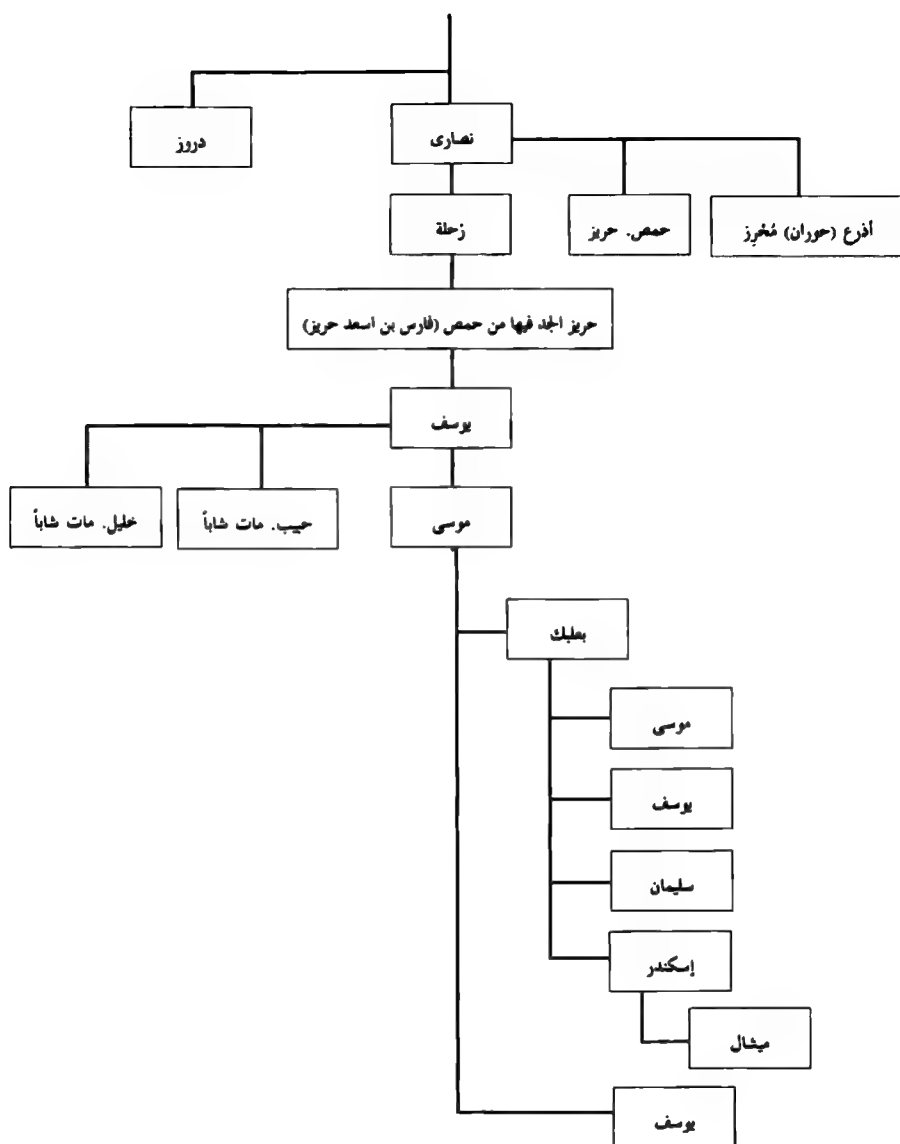 دروز
نصارى
أذرع (حوران) مُحْرِز
حمص. حريز
زحلة
حريز الجد فيها من حمص (فارس بن اسعد حريز)
يوسف
حبيب. مات شاباً
خليل. مات شاباً
موسى
بعلبك
موسى
يوسف
سليمان
إسكندر
ميشال
يوسف